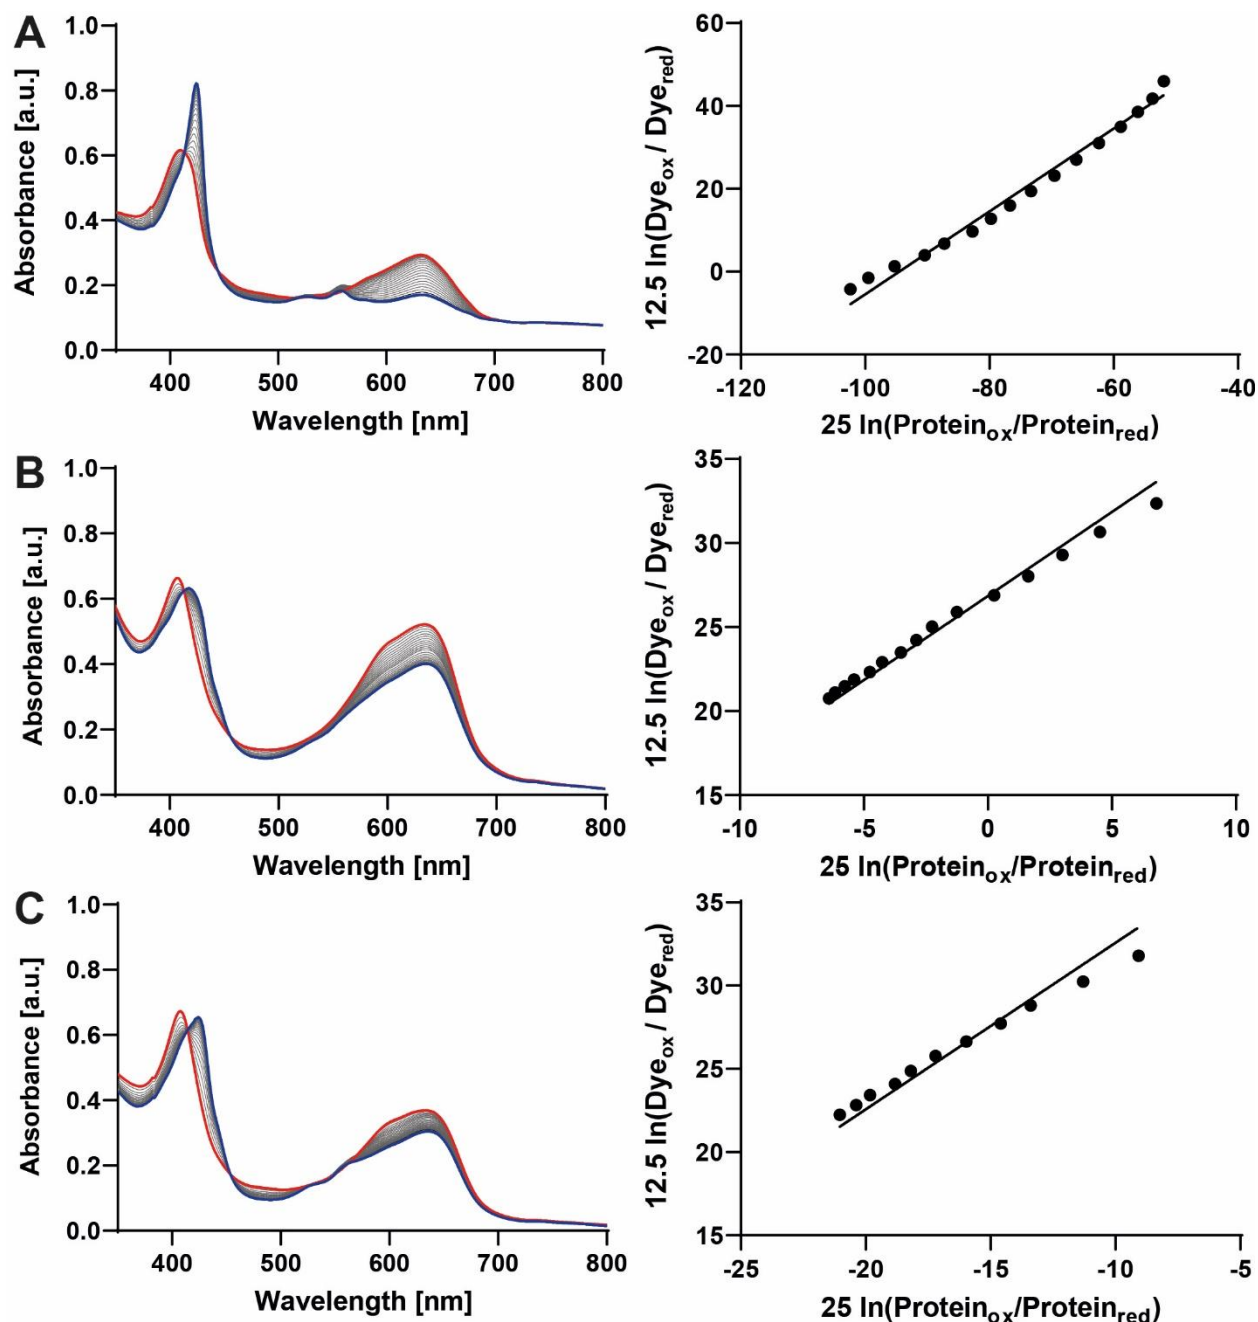 A
1.0
0.8
0.6
0.4
0.2
0.0
Absorbance [a.u.]
400 500 600 700 800
Wavelength [nm]
60
40
20
0
-20
12.5 ln(Dyeox / Dyered)
-120 -100 -80 -60 -40
25 ln(Proteinox/Proteinred)
B
1.0
0.8
0.6
0.4
0.2
0.0
Absorbance [a.u.]
400 500 600 700 800
Wavelength [nm]
35
30
25
20
15
12.5 ln(Dyeox / Dyered)
-10 -5 0 5 10
25 ln(Proteinox/Proteinred)
C
1.0
0.8
0.6
0.4
0.2
0.0
Absorbance [a.u.]
400 500 600 700 800
Wavelength [nm]
35
30
25
20
15
12.5 ln(Dyeox / Dyered)
-25 -20 -15 -10 -5
25 ln(Proteinox/Proteinred)